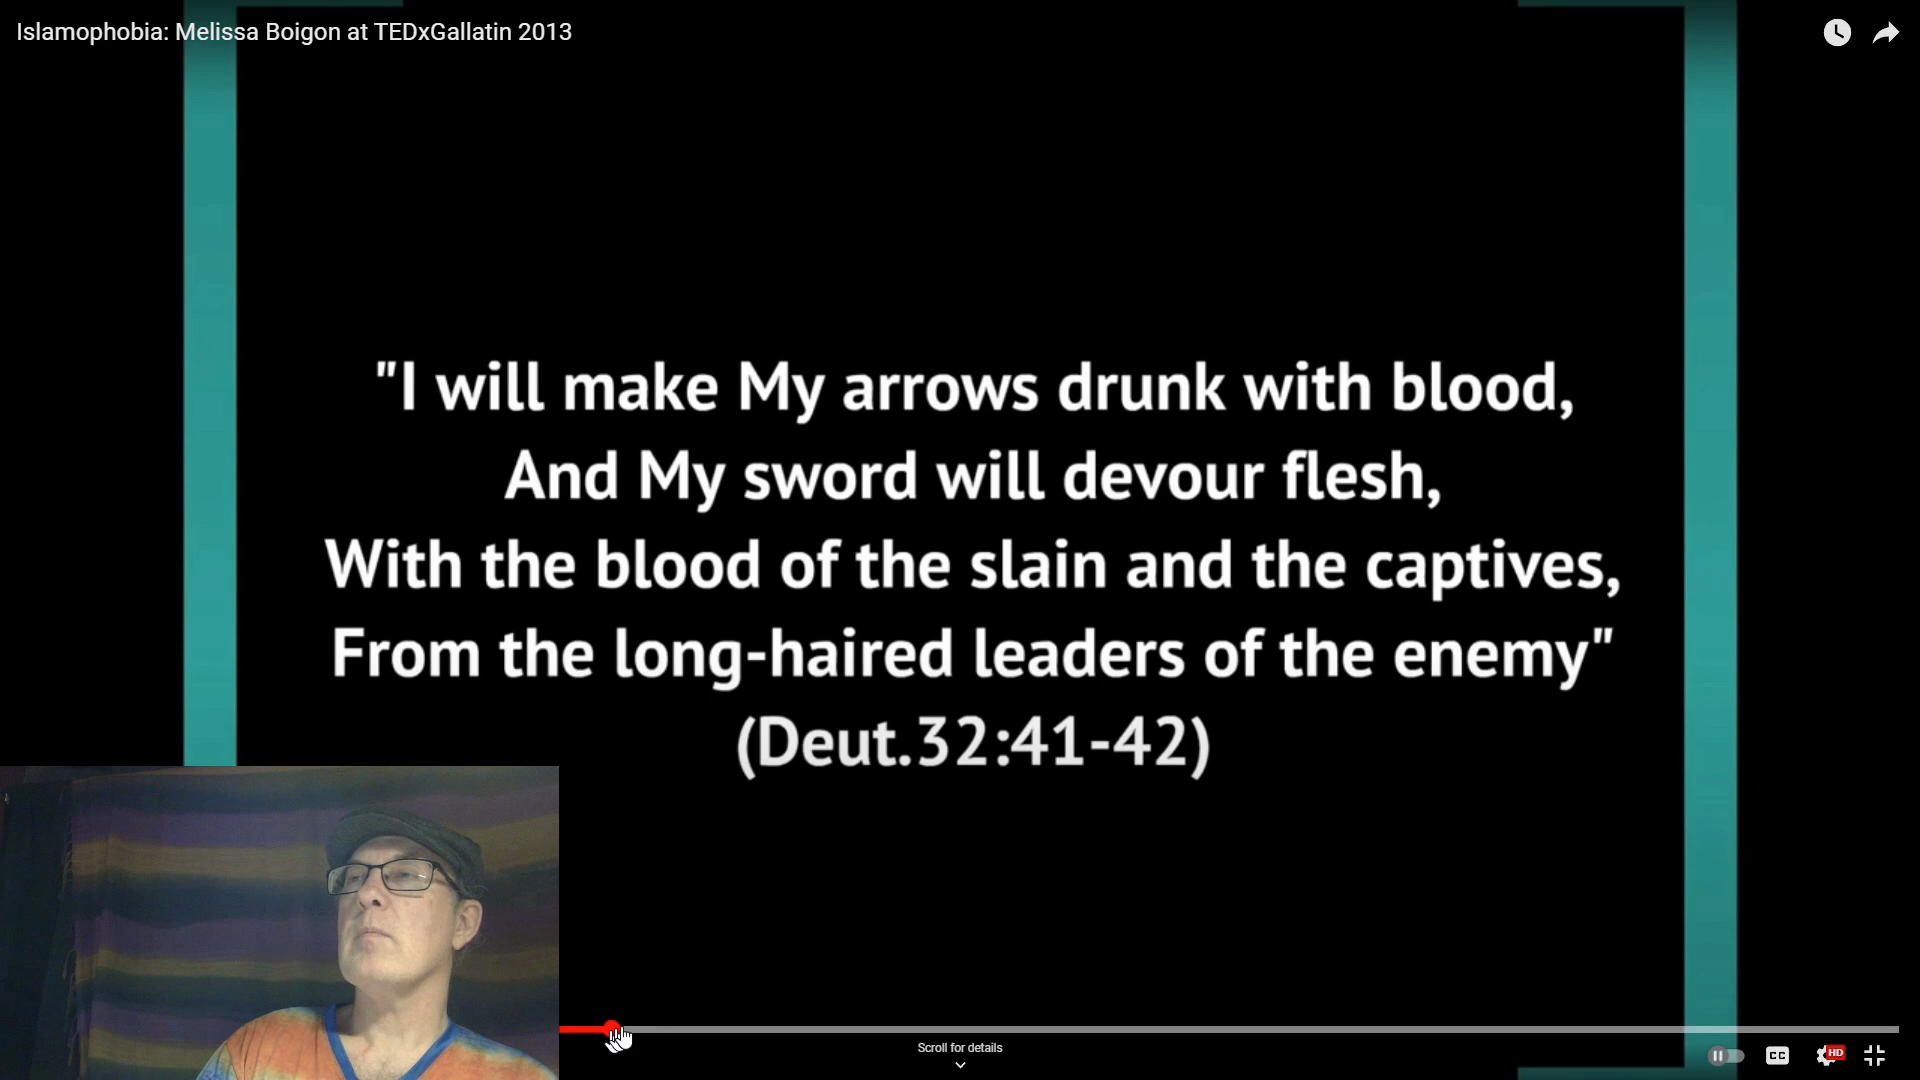 Islamophobia: Melissa Boigon at TEDxGallatin 2013
"I will make My arrows drunk with blood,
And My sword will devour flesh,
With the blood of the slain and the captives,
From the long-haired leaders of the enemy"
(Deut.32:41-42)
Scroll for details
CC
HD